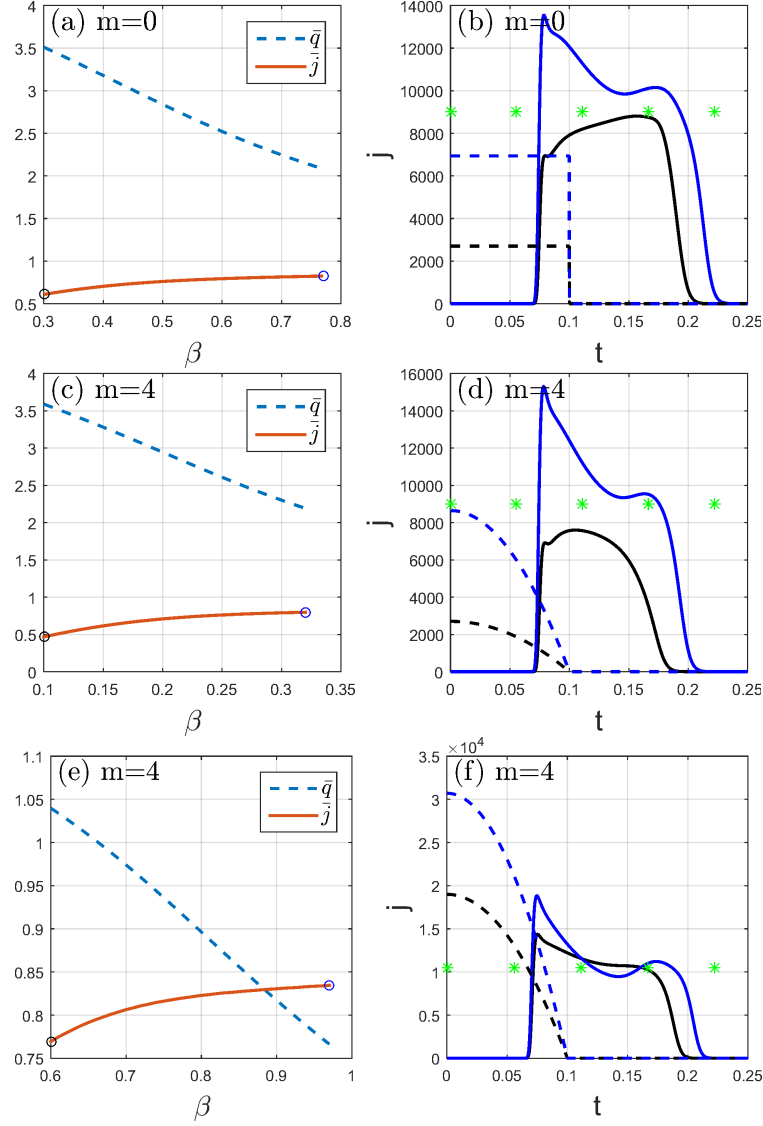 (a) m=0
q̄
j̄
4
3.5
3
2.5
2
1.5
1
0.5
0.3 0.4 0.5 0.6 0.7 0.8
β
(b) m=0
14000
12000
10000
8000
6000
4000
2000
0
j
0 0.05 0.1 0.15 0.2 0.25
t
(c) m=4
q̄
j̄
4
3.5
3
2.5
2
1.5
1
0.5
0
0.1 0.15 0.2 0.25 0.3 0.35
β
(d) m=4
16000
14000
12000
10000
8000
6000
4000
2000
0
j
0 0.05 0.1 0.15 0.2 0.25
t
(e) m=4
q̄
j̄
1.1
1.05
1
0.95
0.9
0.85
0.8
0.75
0.6 0.7 0.8 0.9 1
β
×10⁴
(f) m=4
3.5
3
2.5
2
1.5
1
0.5
0
j
0 0.05 0.1 0.15 0.2 0.25
t